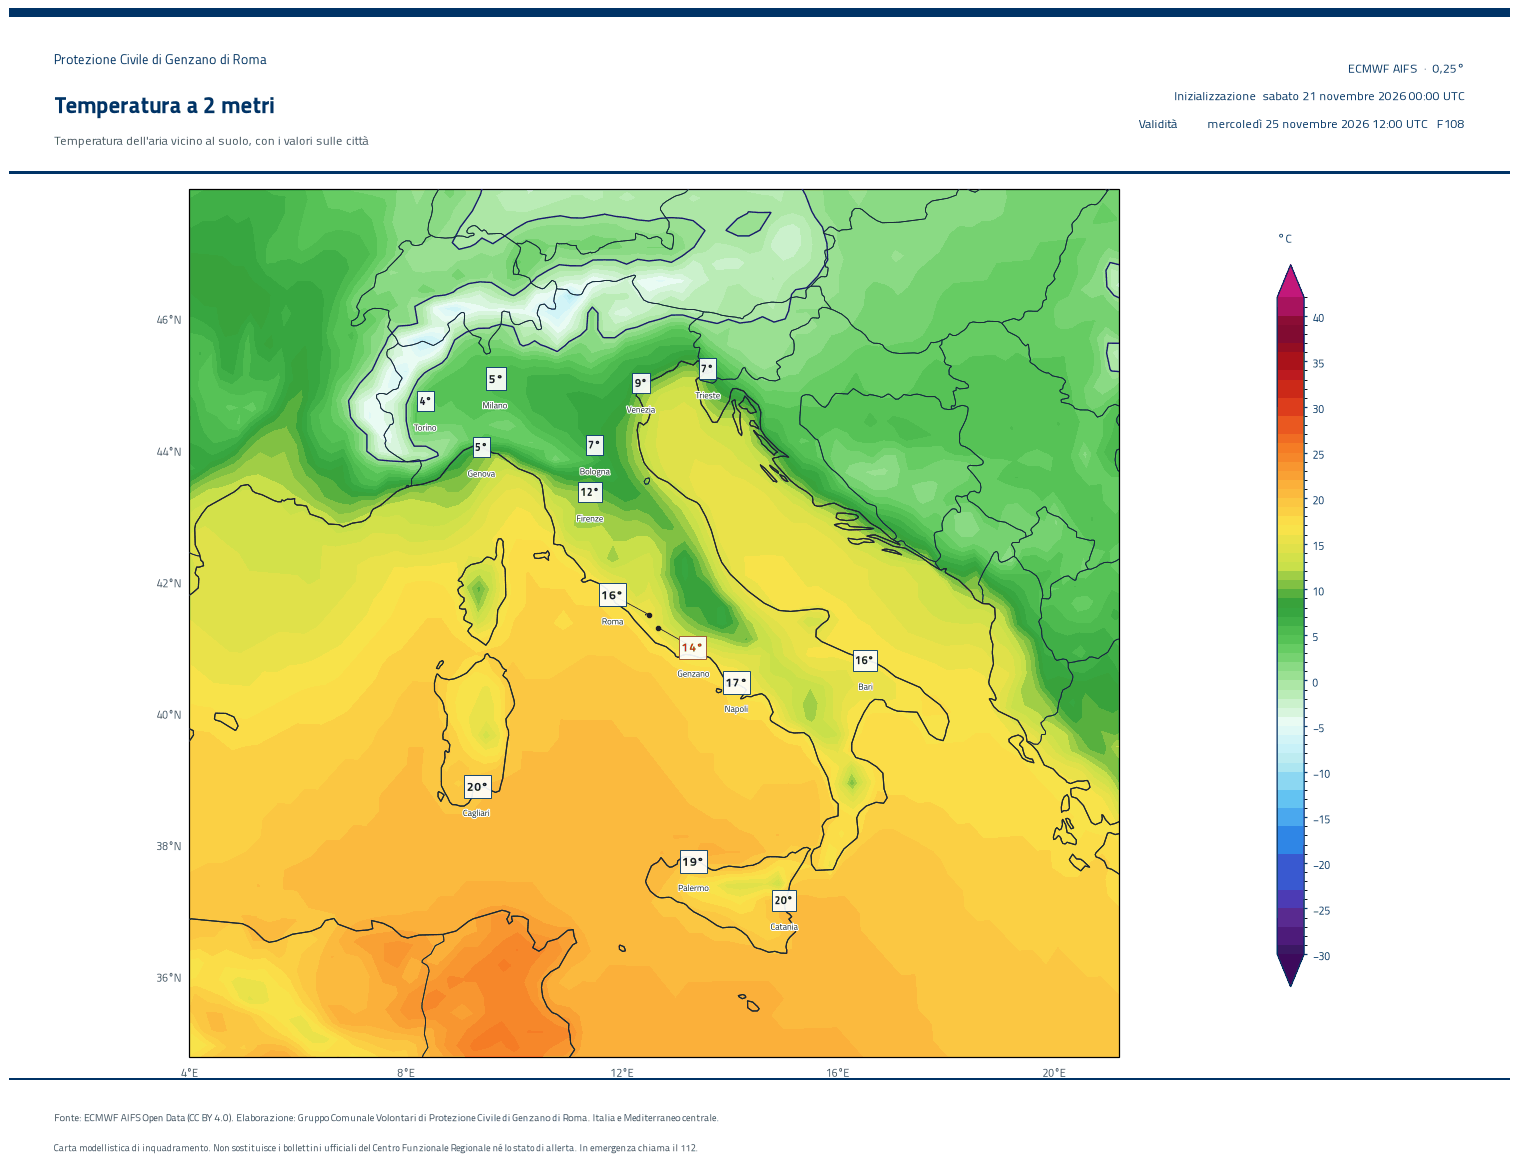 Protezione Civile di Genzano di Roma
Temperatura a 2 metri
Temperatura dell'aria vicino al suolo, con i valori sulle città
ECMWF AIFS · 0,25°
Inizializzazione sabato 21 novembre 2026 00:00 UTC
Validità mercoledì 25 novembre 2026 12:00 UTC F108
°C
46°N
44°N
42°N
40°N
38°N
36°N
4°E
8°E
12°E
16°E
20°E
4°
Torino
5°
Milano
9°
Venezia
7°
Trieste
5°
Genova
7°
Bologna
12°
Firenze
16°
Roma
14°
Genzano
17°
Napoli
16°
Bari
20°
Cagliari
19°
Palermo
20°
Catania
40
35
30
25
20
15
10
5
0
−5
−10
−15
−20
−25
−30
Fonte: ECMWF AIFS Open Data (CC BY 4.0). Elaborazione: Gruppo Comunale Volontari di Protezione Civile di Genzano di Roma. Italia e Mediterraneo centrale.
Carta modellistica di inquadramento. Non sostituisce i bollettini ufficiali del Centro Funzionale Regionale né lo stato di allerta. In emergenza chiama il 112.